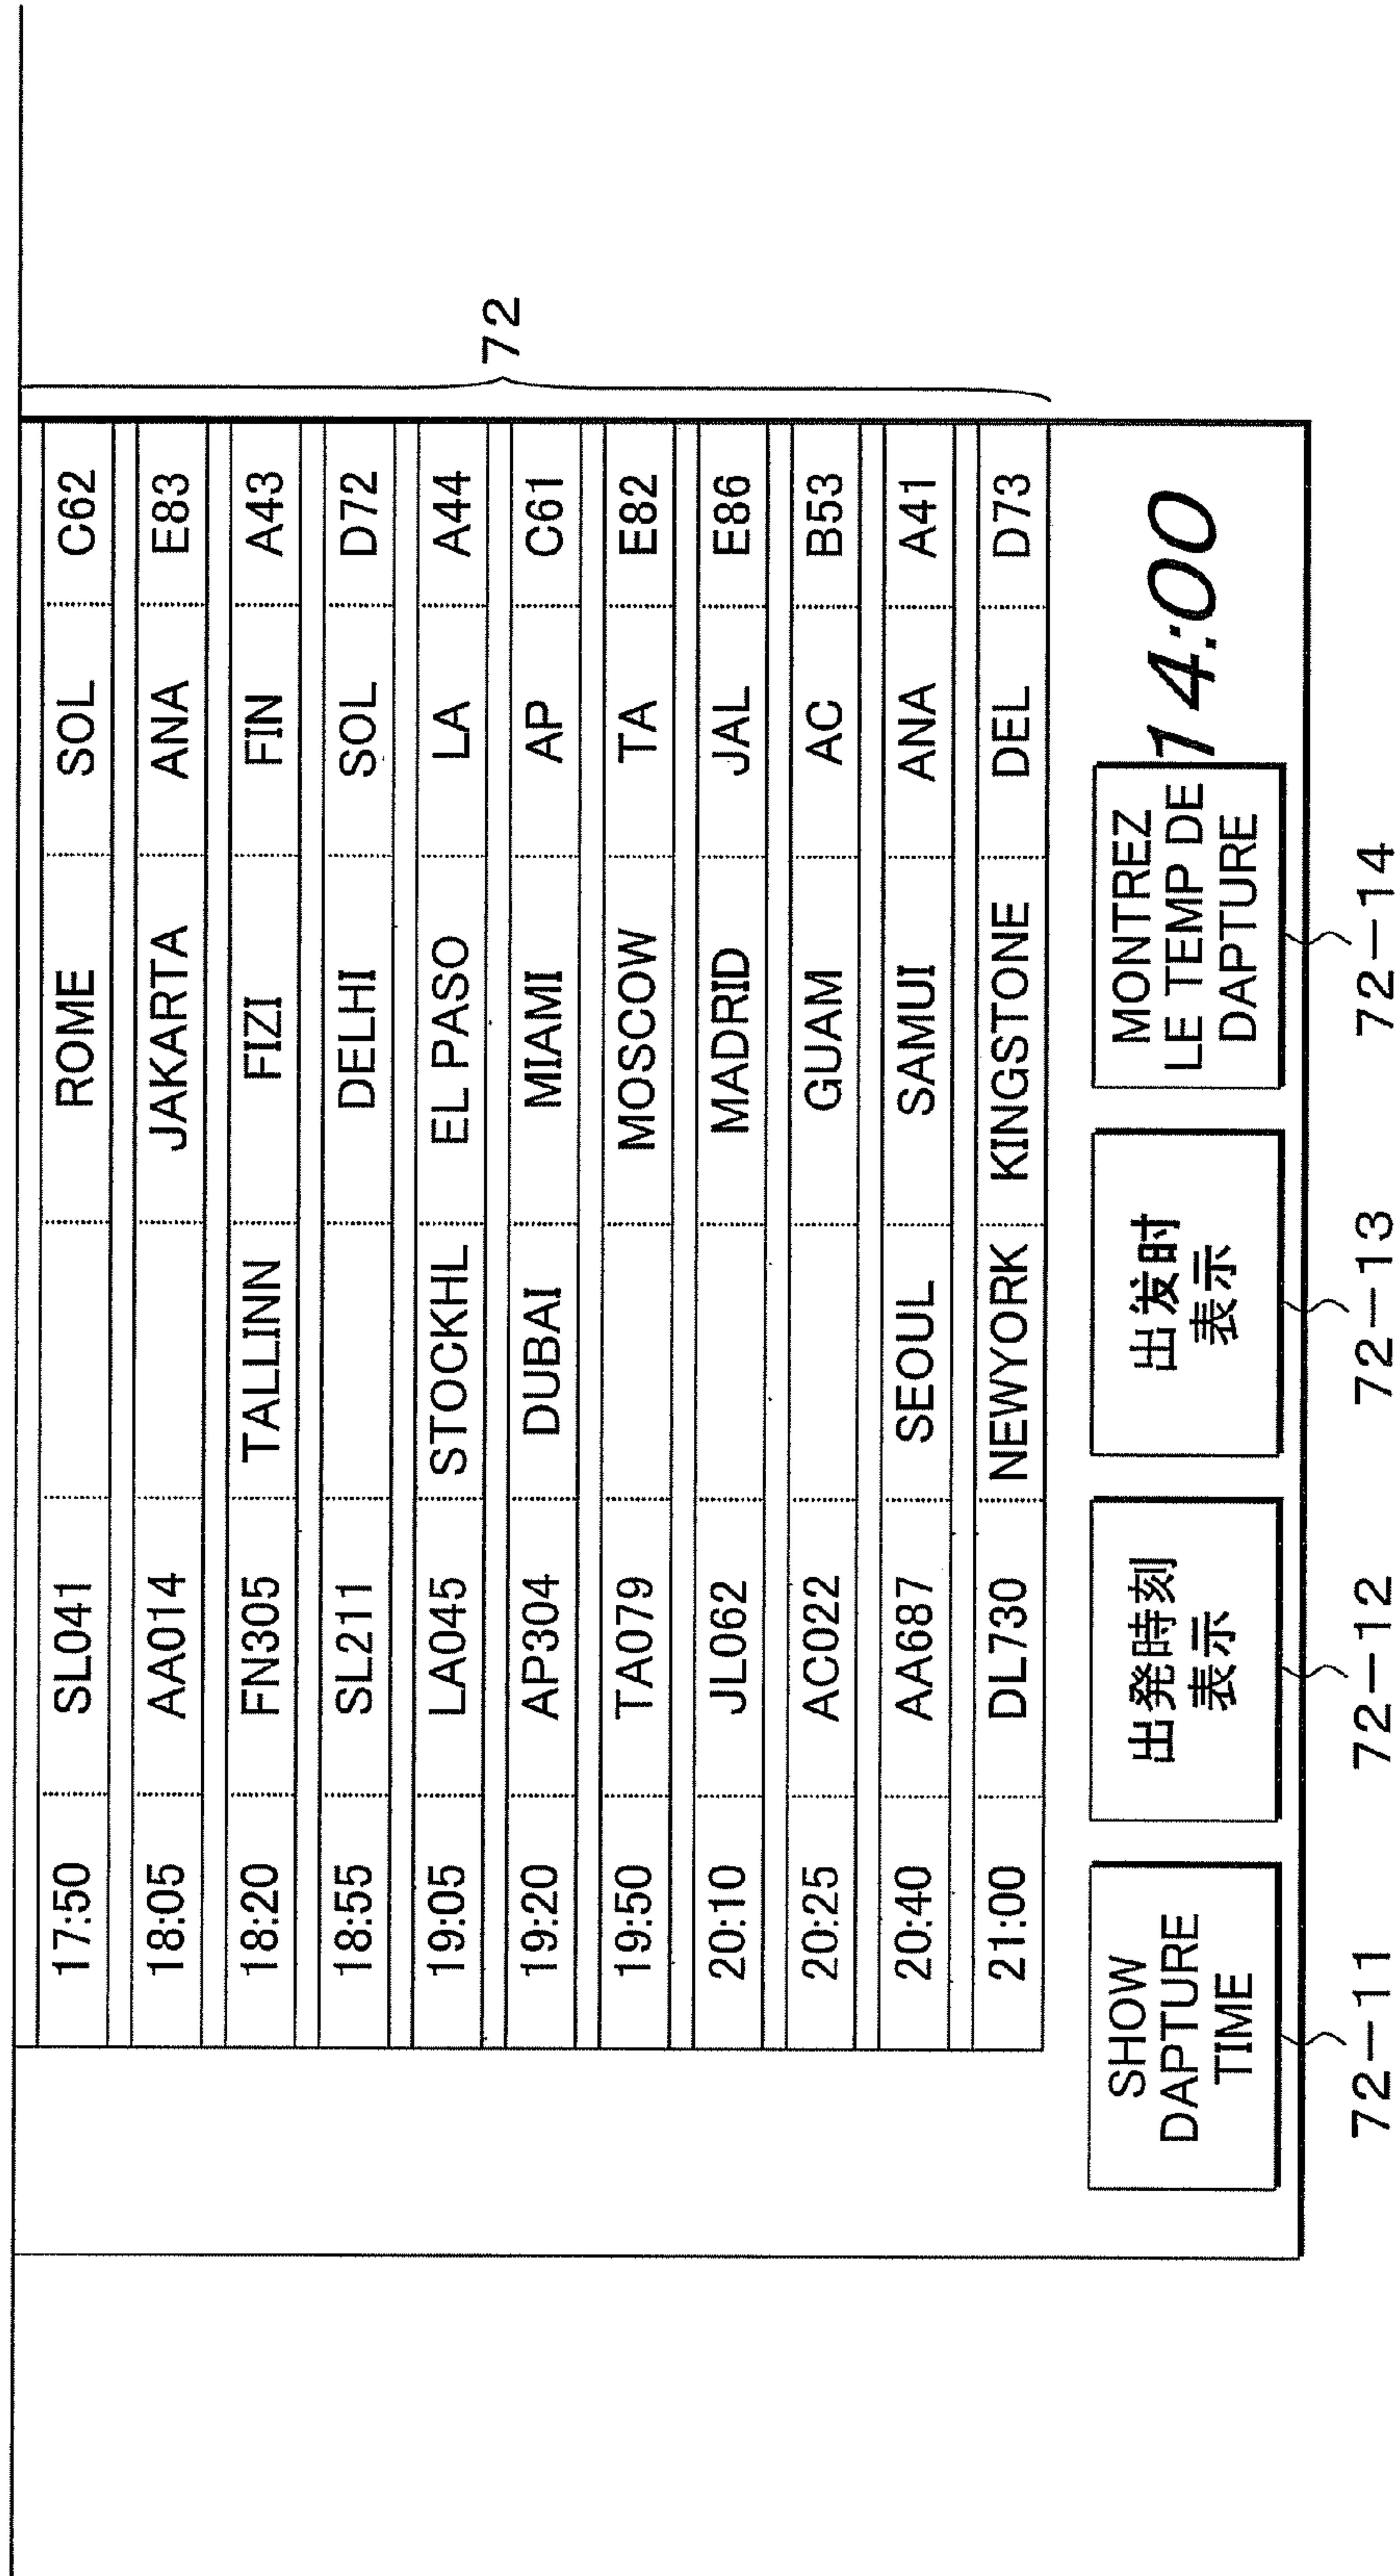 17:50 SL041 ROME SOL C62
18:05 AA014 JAKARTA ANA E83
18:20 FN305 TALLINN FIZI FIN A43
18:55 SL211 DELHI SOL D72
19:05 LA045 STOCKHL EL PASO LA A44
19:20 AP304 DUBAI MIAMI AP C61
19:50 TA079 MOSCOW TA E82
20:10 JL062 MADRID JAL E86
20:25 AC022 GUAM AC B53
20:40 AA687 SEOUL SAMUI ANA A41
21:00 DL730 NEWYORK KINGSTONE DEL D73
72
SHOW
DAPTURE
TIME
出発時刻
表示
出发时
表示
MONTREZ
LE TEMP DE
DAPTURE
14:00
72-11
72-12
72-13
72-14